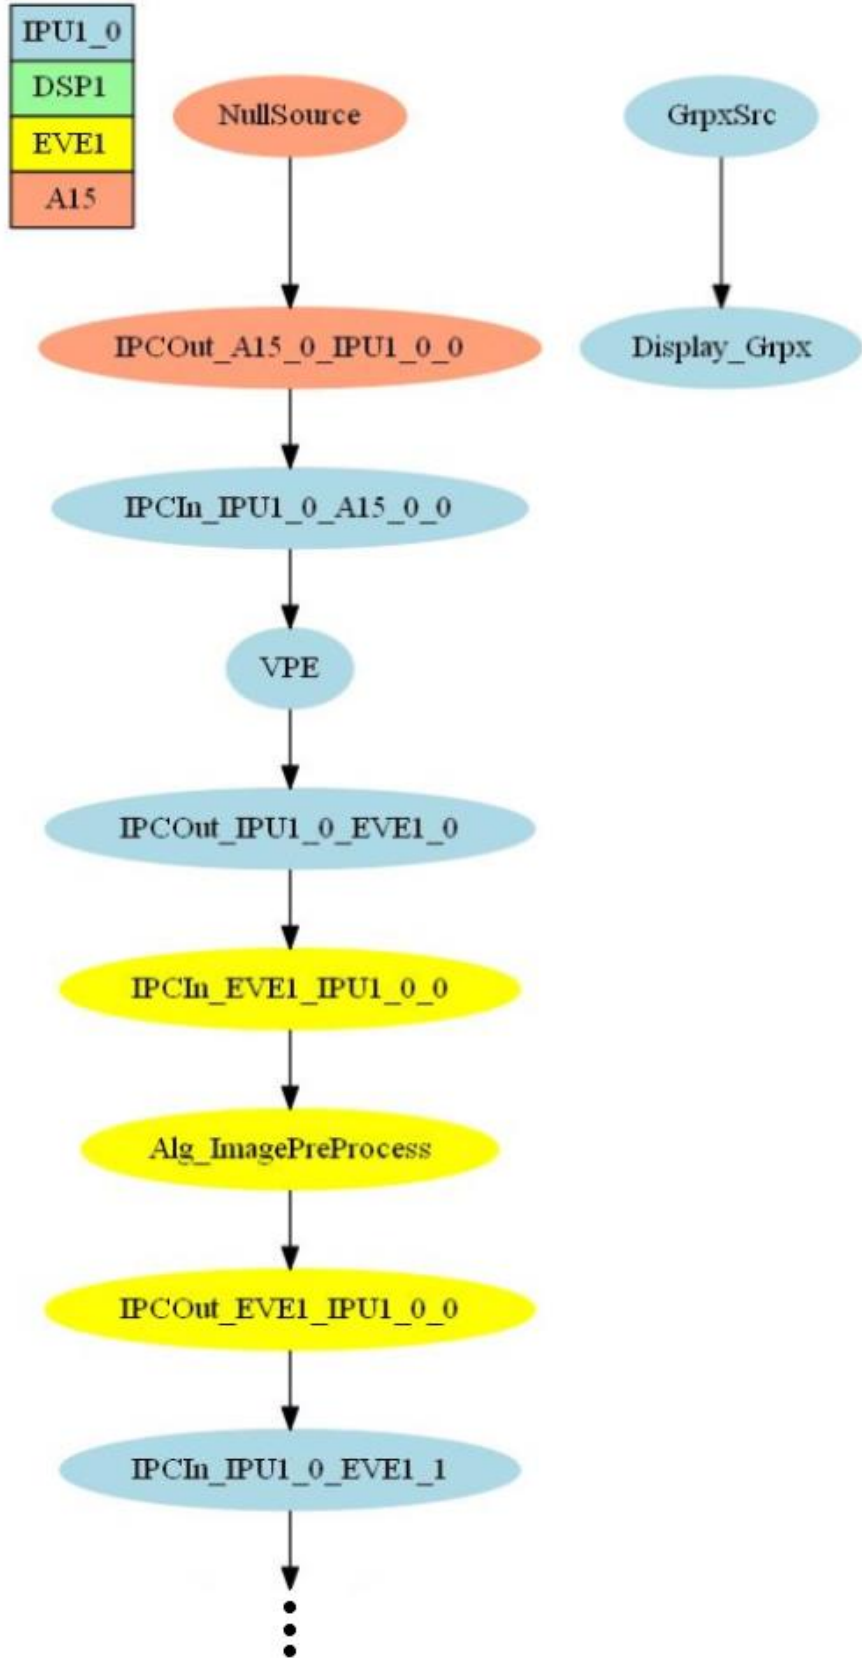 IPU1_0
DSP1
EVE1
A15
NullSource
GrpxSrc
IPCOut_A15_0_IPU1_0_0
Display_Grpx
IPCIn_IPU1_0_A15_0_0
VPE
IPCOut_IPU1_0_EVE1_0
IPCIn_EVE1_IPU1_0_0
Alg_ImagePreProcess
IPCOut_EVE1_IPU1_0_0
IPCIn_IPU1_0_EVE1_1